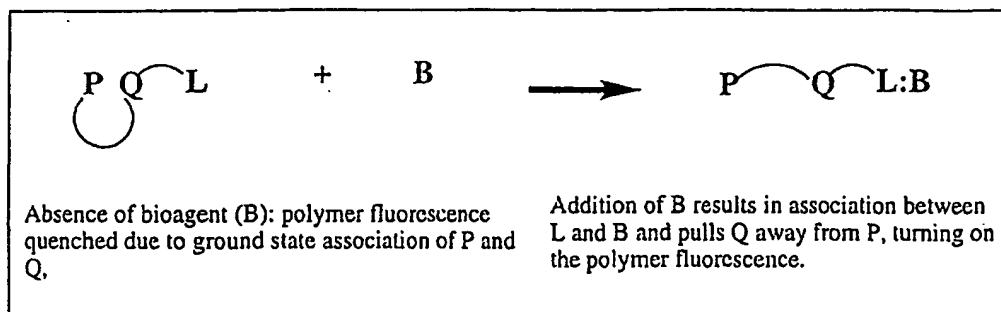 P Q L + B P Q L:B
Absence of bioagent (B): polymer fluorescence
quenched due to ground state association of P and
Q,
Addition of B results in association between
L and B and pulls Q away from P, turning on
the polymer fluorescence.